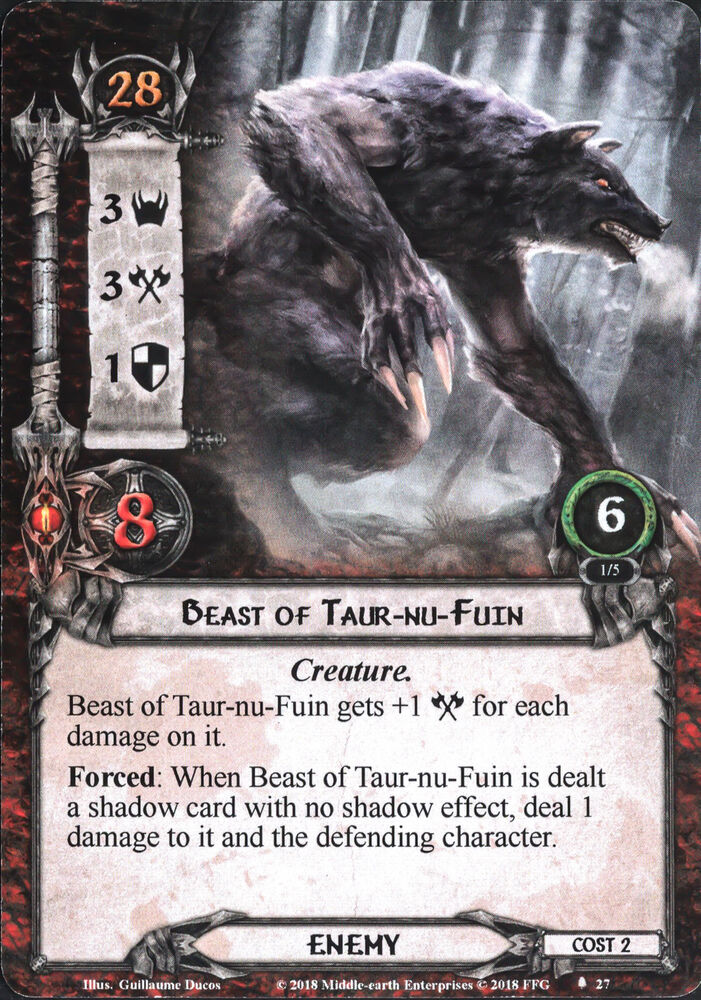 28
3
3
1
8
6
1/5
Beast of Taur-nu-Fuin
Creature.
Beast of Taur-nu-Fuin gets +1 for each
damage on it.
Forced: When Beast of Taur-nu-Fuin is dealt
a shadow card with no shadow effect, deal 1
damage to it and the defending character.
ENEMY
COST 2
Illus. Guillaume Ducos © 2018 Middle-earth Enterprises © 2018 FFG 27